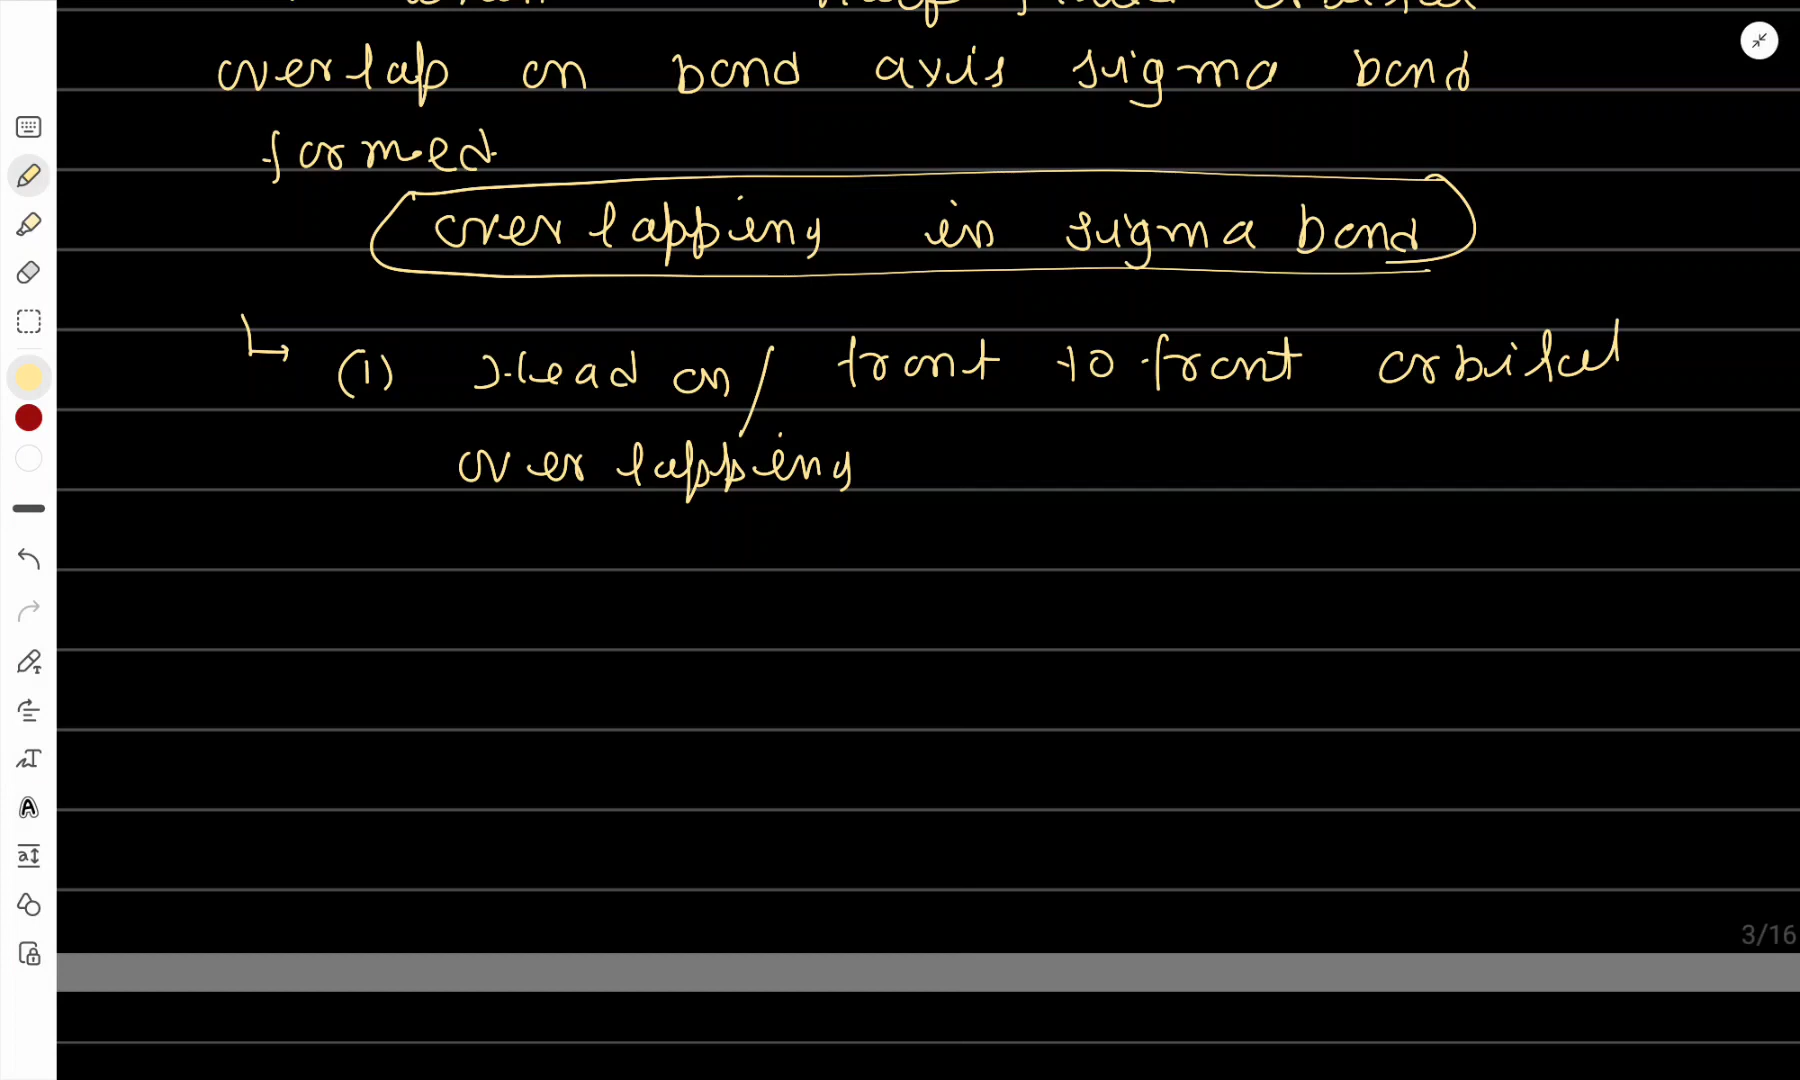 overlap on bond axis sigma bond
formed
overlapping in sigma bond
(1) Head on / front to front orbital
overlapping
3/16